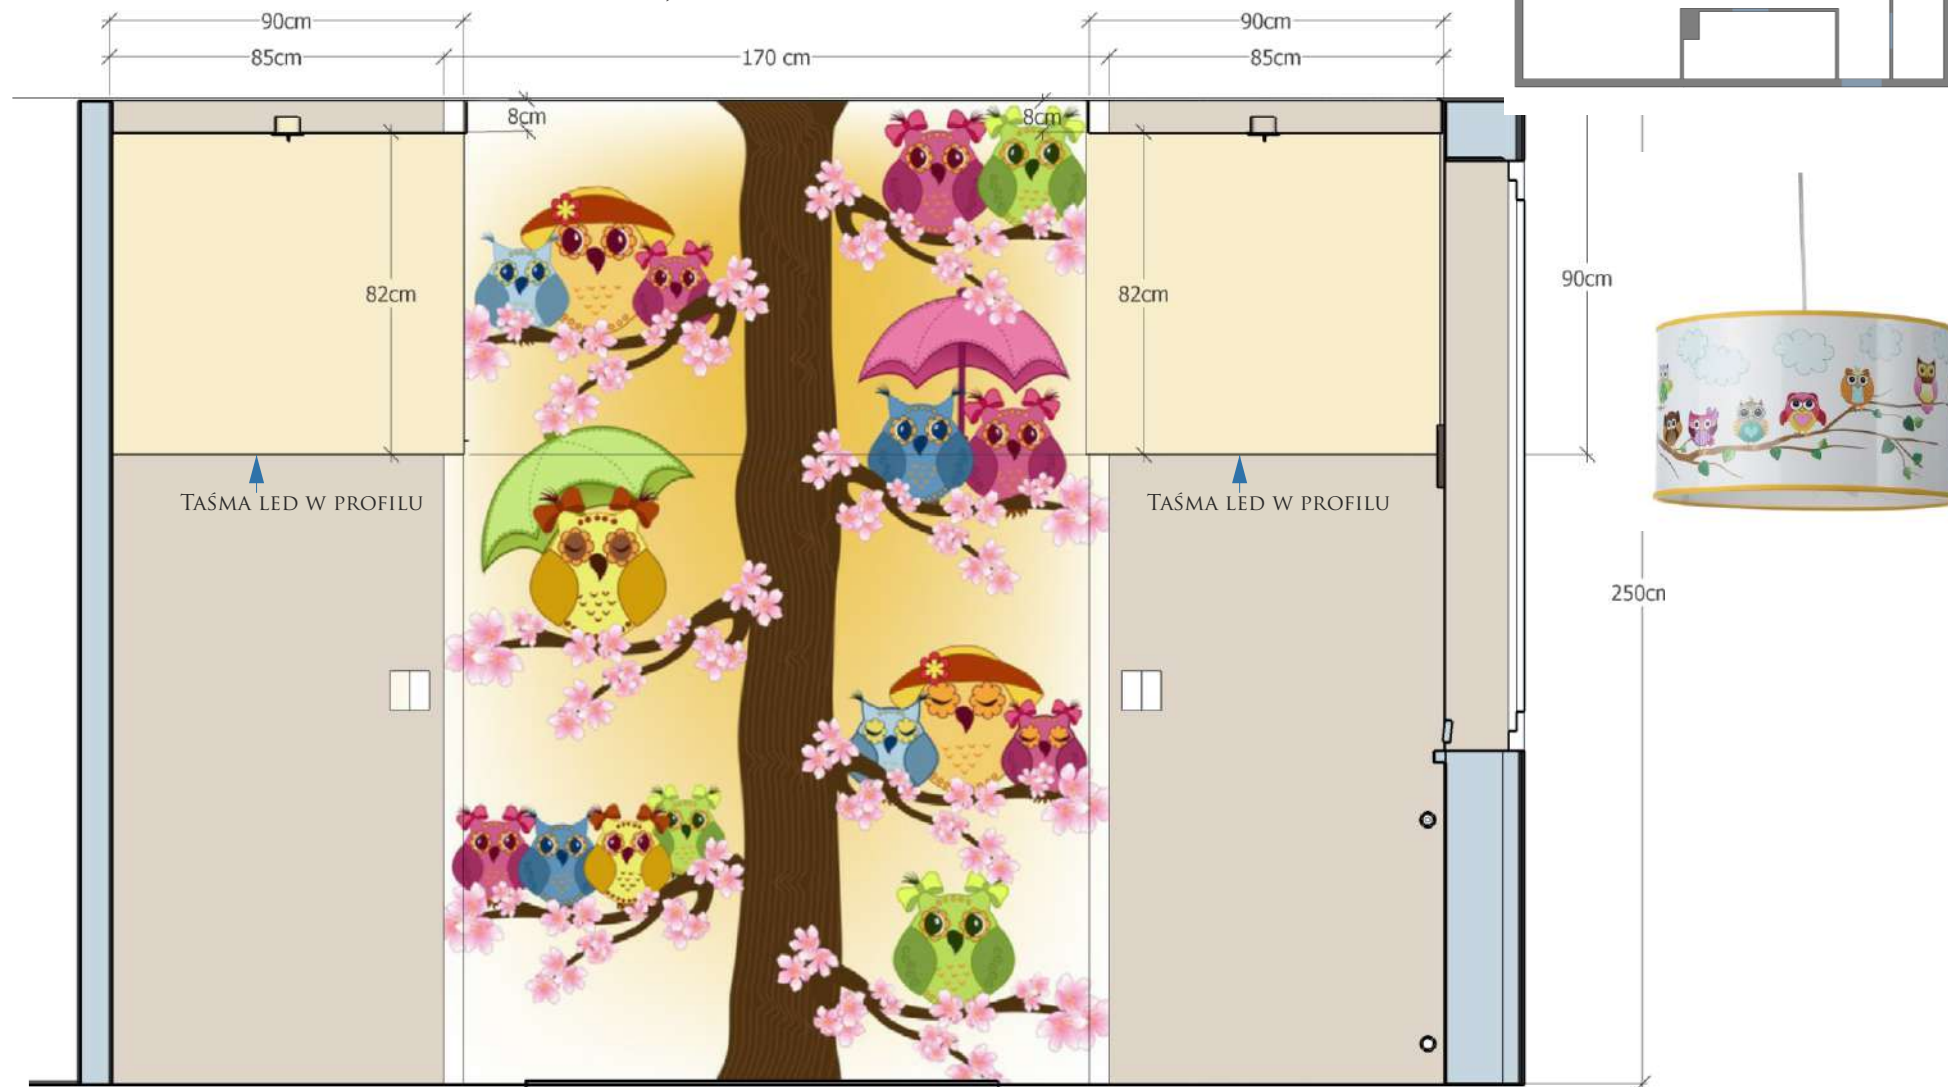 90cm
90cm
85cm
170 cm
85cm
8cm
8cm
82cm
82cm
90cm
TAŚMA LED W PROFILU
TAŚMA LED W PROFILU
250cn